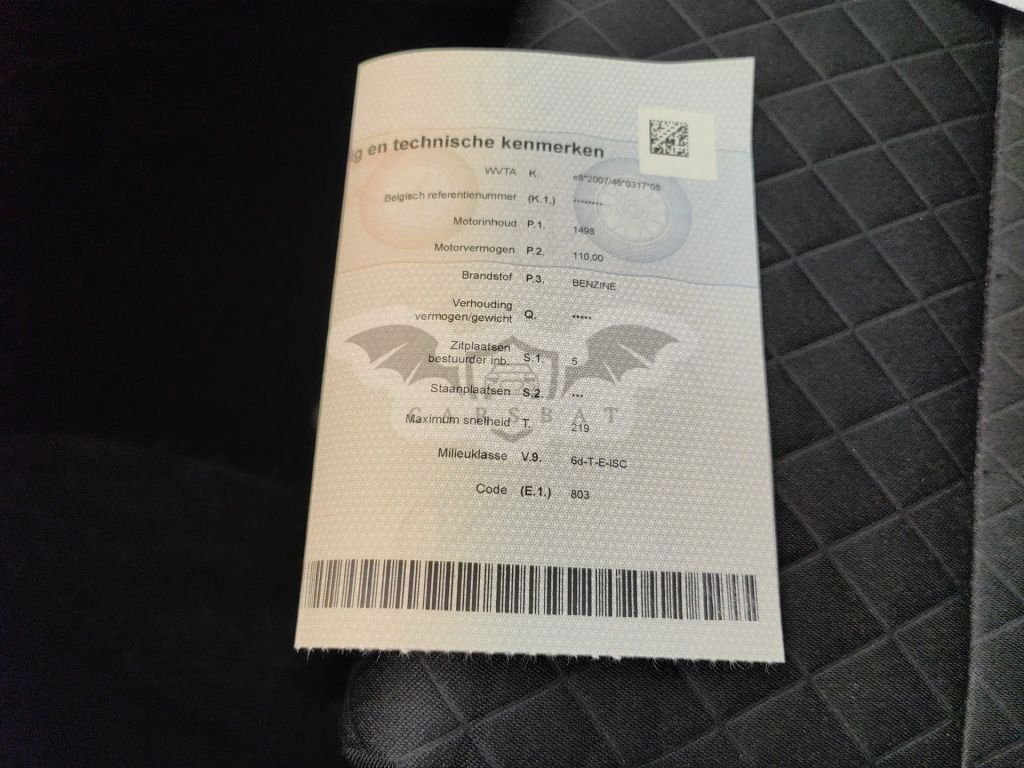 g en technische kenmerken
WVTA K. e8*2007/46*0317*08
Belgisch referentienummer (K.1.) --------
Motorinhoud P.1. 1498
Motorvermogen P.2. 110,00
Brandstof P.3. BENZINE
Verhouding
vermogen/gewicht Q. -----
Zitplaatsen
bestuurder inb. S.1. 5
Staanplaatsen S.2. ---
CARSBAT
Maximum snelheid T. 219
Milieuklasse V.9. 6d-T-E-ISC
Code (E.1.) 803